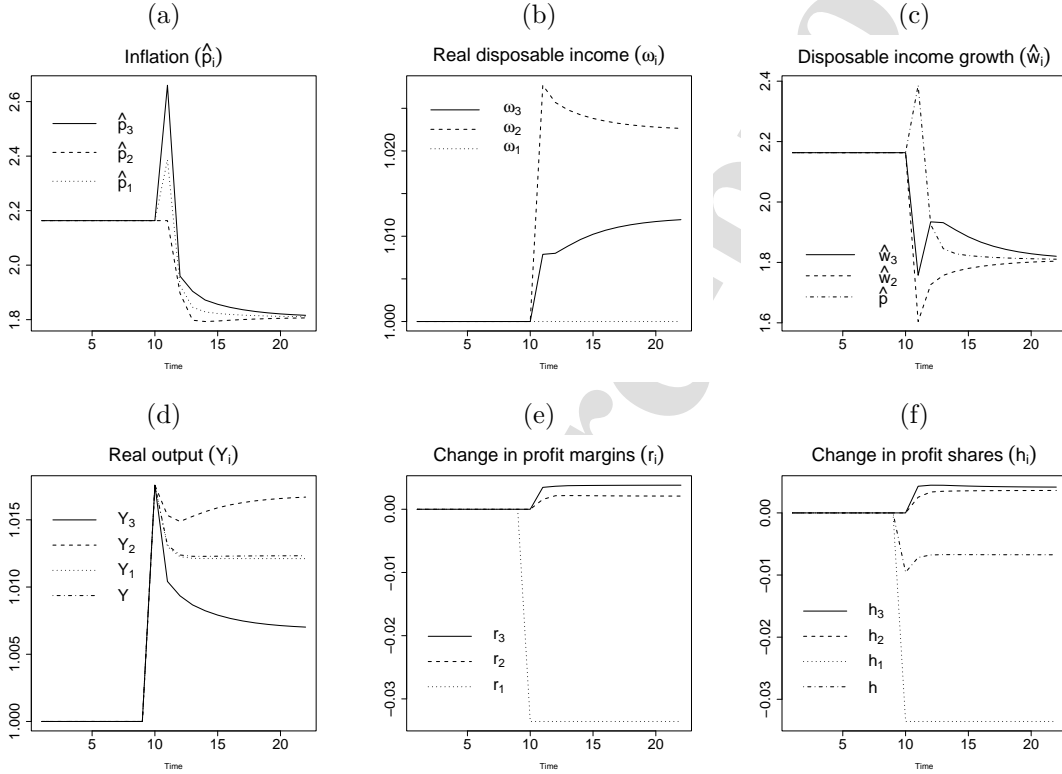 (a)
Inflation (p̂ᵢ)
2.6
2.4
2.2
2.0
1.8
p̂₃
p̂₂
p̂₁
5 10 15 20
Time
(b)
Real disposable income (ωᵢ)
1.020
1.010
1.000
ω₃
ω₂
ω₁
5 10 15 20
Time
(c)
Disposable income growth (ŵᵢ)
2.4
2.2
2.0
1.8
1.6
ŵ₃
ŵ₂
p̂
5 10 15 20
Time
(d)
Real output (Yᵢ)
1.015
1.010
1.005
1.000
Y₃
Y₂
Y₁
Y
5 10 15 20
Time
(e)
Change in profit margins (rᵢ)
0.00
−0.01
−0.02
−0.03
r₃
r₂
r₁
5 10 15 20
Time
(f)
Change in profit shares (hᵢ)
0.00
−0.01
−0.02
−0.03
h₃
h₂
h₁
h
5 10 15 20
Time